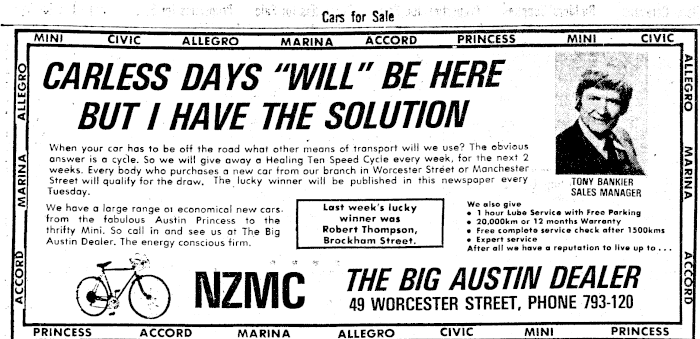 Cars for Sale
MINI CIVIC ALLEGRO MARINA ACCORD PRINCESS MINI CIVIC
ALLEGRO
MARINA
ACCORD
CARLESS DAYS "WILL" BE HERE
BUT I HAVE THE SOLUTION
When your car has to be off the road what other means of transport will we use? The obvious
answer is a cycle. So we will give away a Healing Ten Speed Cycle every week, for the next 2
weeks. Every body who purchases a new car from our branch in Worcester Street or Manchester
Street will qualify for the draw. The lucky winner will be published in this newspaper every
Tuesday.
TONY BANKIER
SALES MANAGER
We have a large range of economical new cars.
from the fabulous Austin Princess to the
thrifty Mini. So call in and see us at The Big
Austin Dealer. The energy conscious firm.
Last week's lucky
winner was
Robert Thompson,
Brockham Street.
We also give
• 1 hour Lube Service with Free Parking
• 20,000km or 12 months Warranty
• Free complete service check after 1500kms
• Expert service
After all we have a reputation to live up to . . .
NZMC
THE BIG AUSTIN DEALER
49 WORCESTER STREET, PHONE 793-120
ALLEGRO
MARINA
ACCORD
PRINCESS ACCORD MARINA ALLEGRO CIVIC MINI PRINCESS